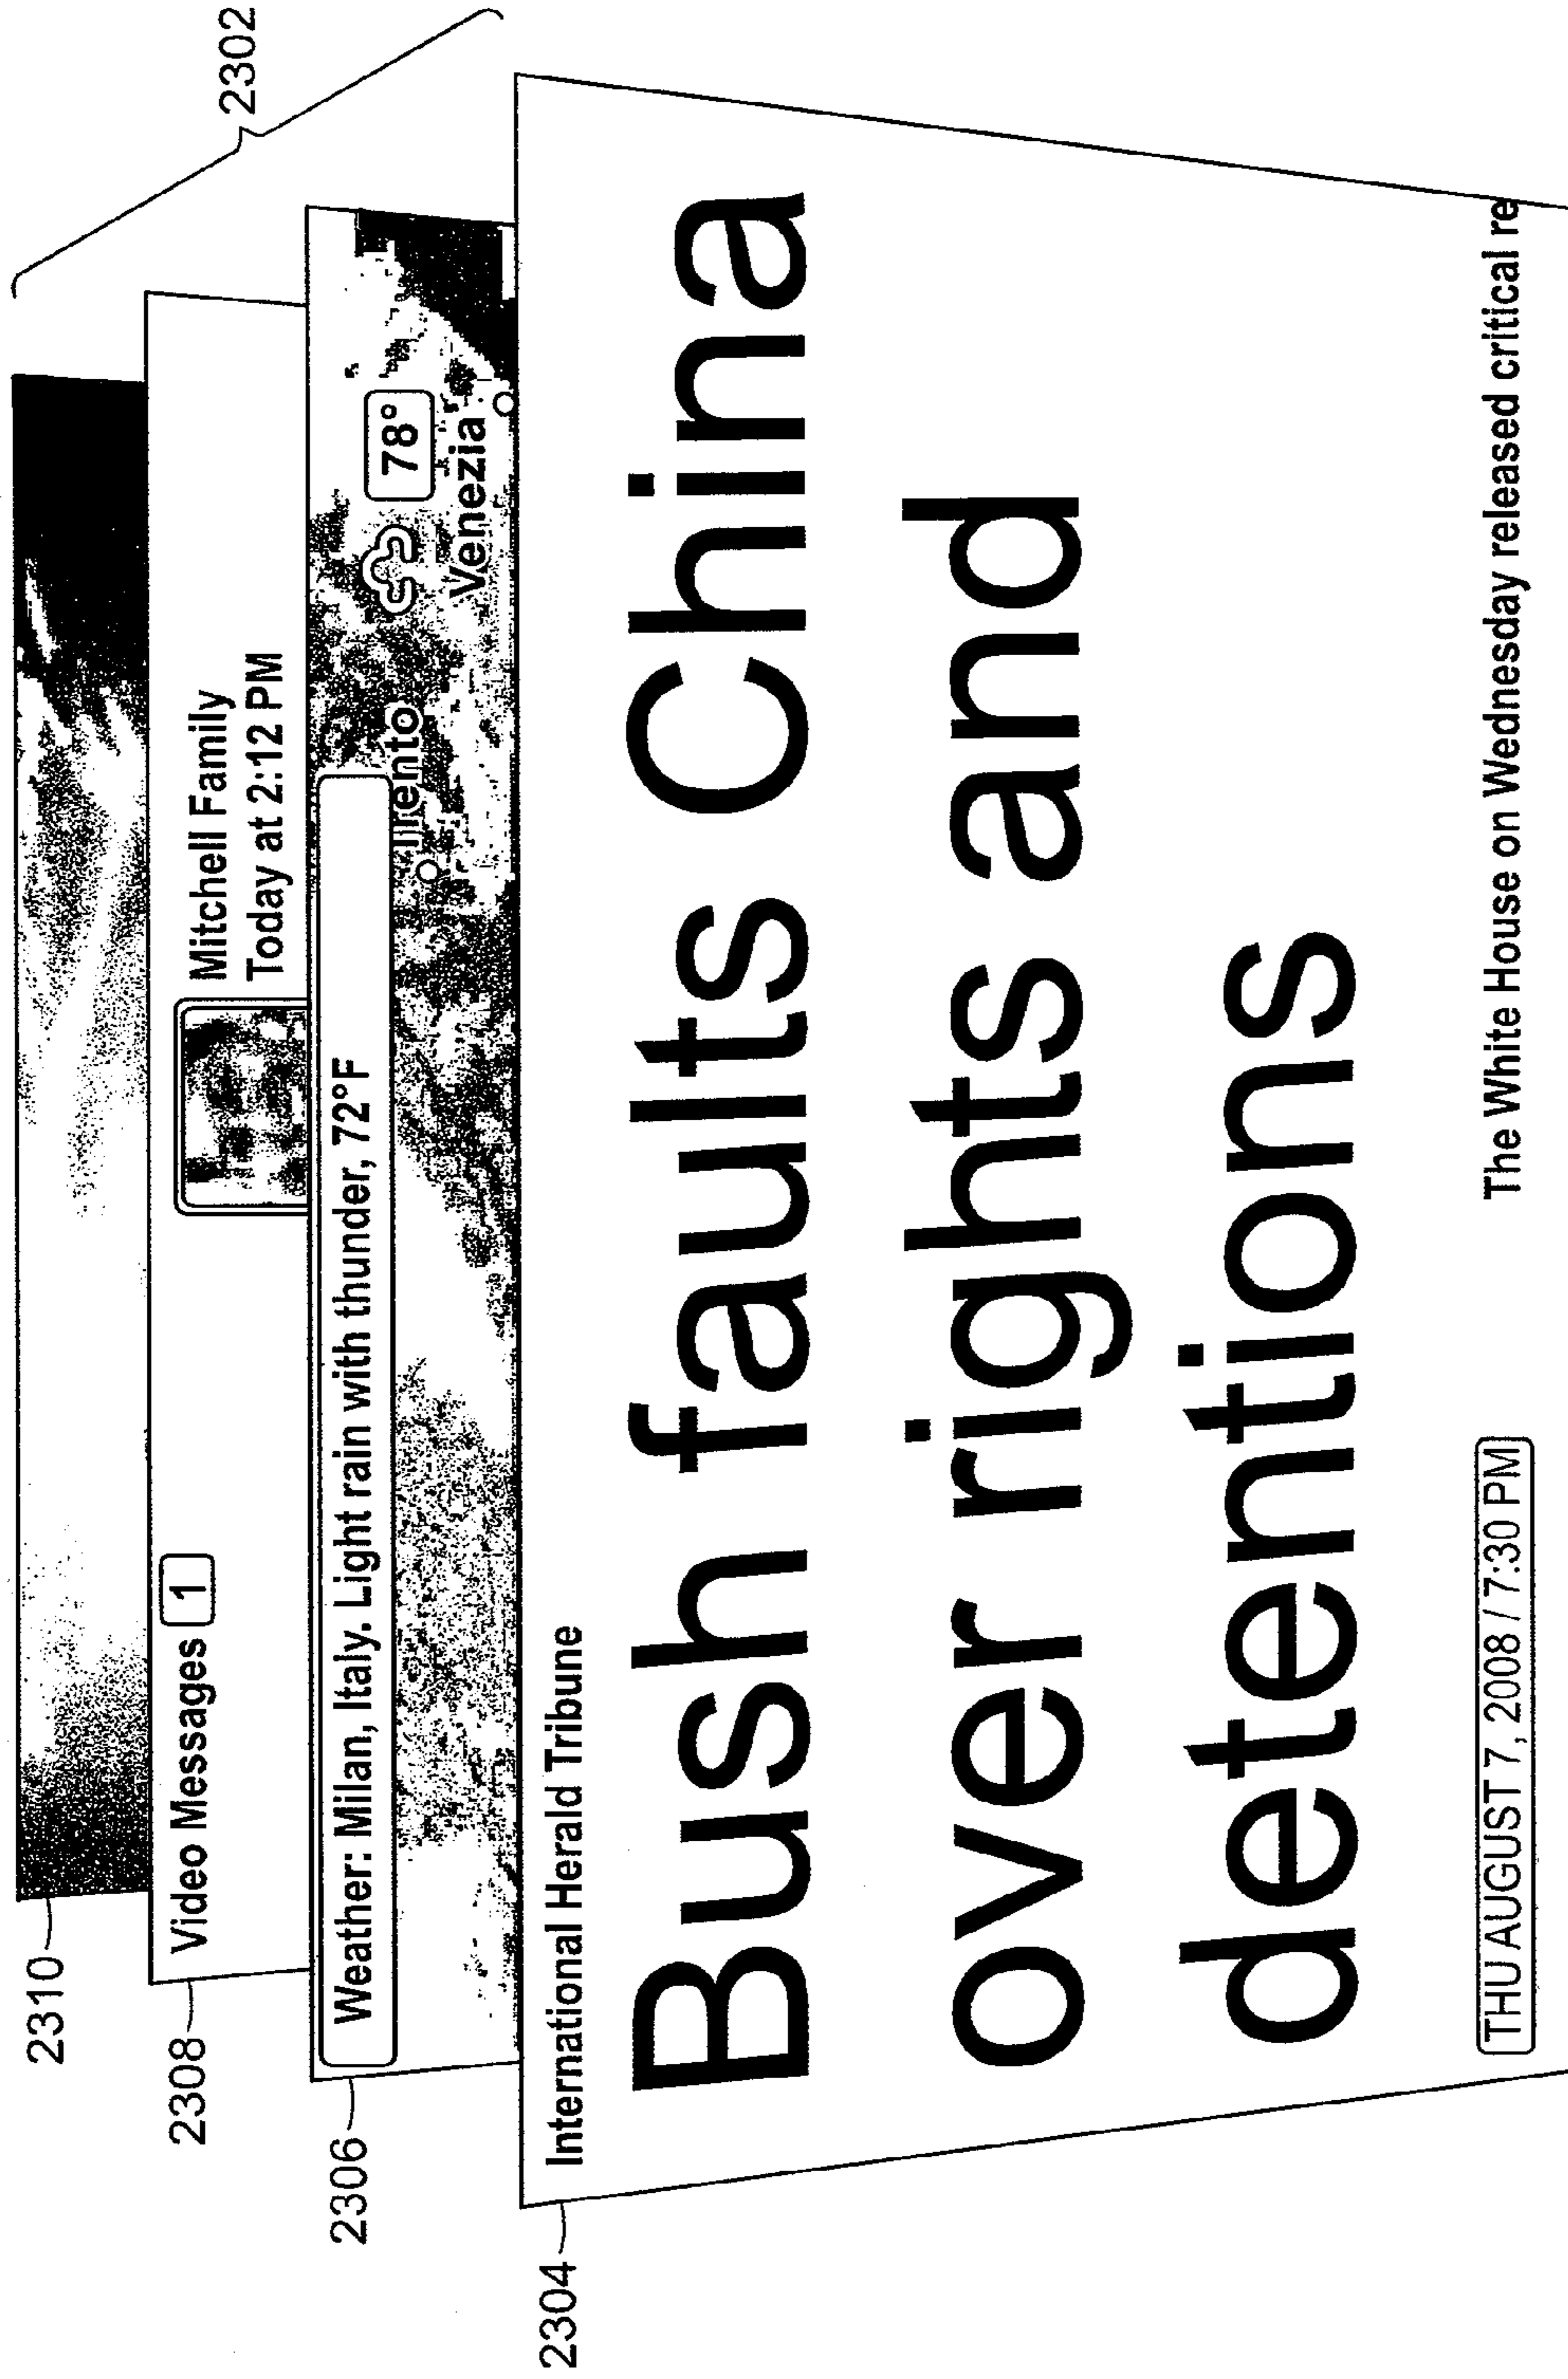 2302
2310
2308
Video Messages 1
Mitchell Family
Today at 2:12 PM
2306
Weather: Milan, Italy. Light rain with thunder, 72°F
78°
Trento
Venezia
2304
International Herald Tribune
Bush faults China
over rights and
detentions
THU AUGUST 7, 2008 / 7:30 PM
The White House on Wednesday released critical re